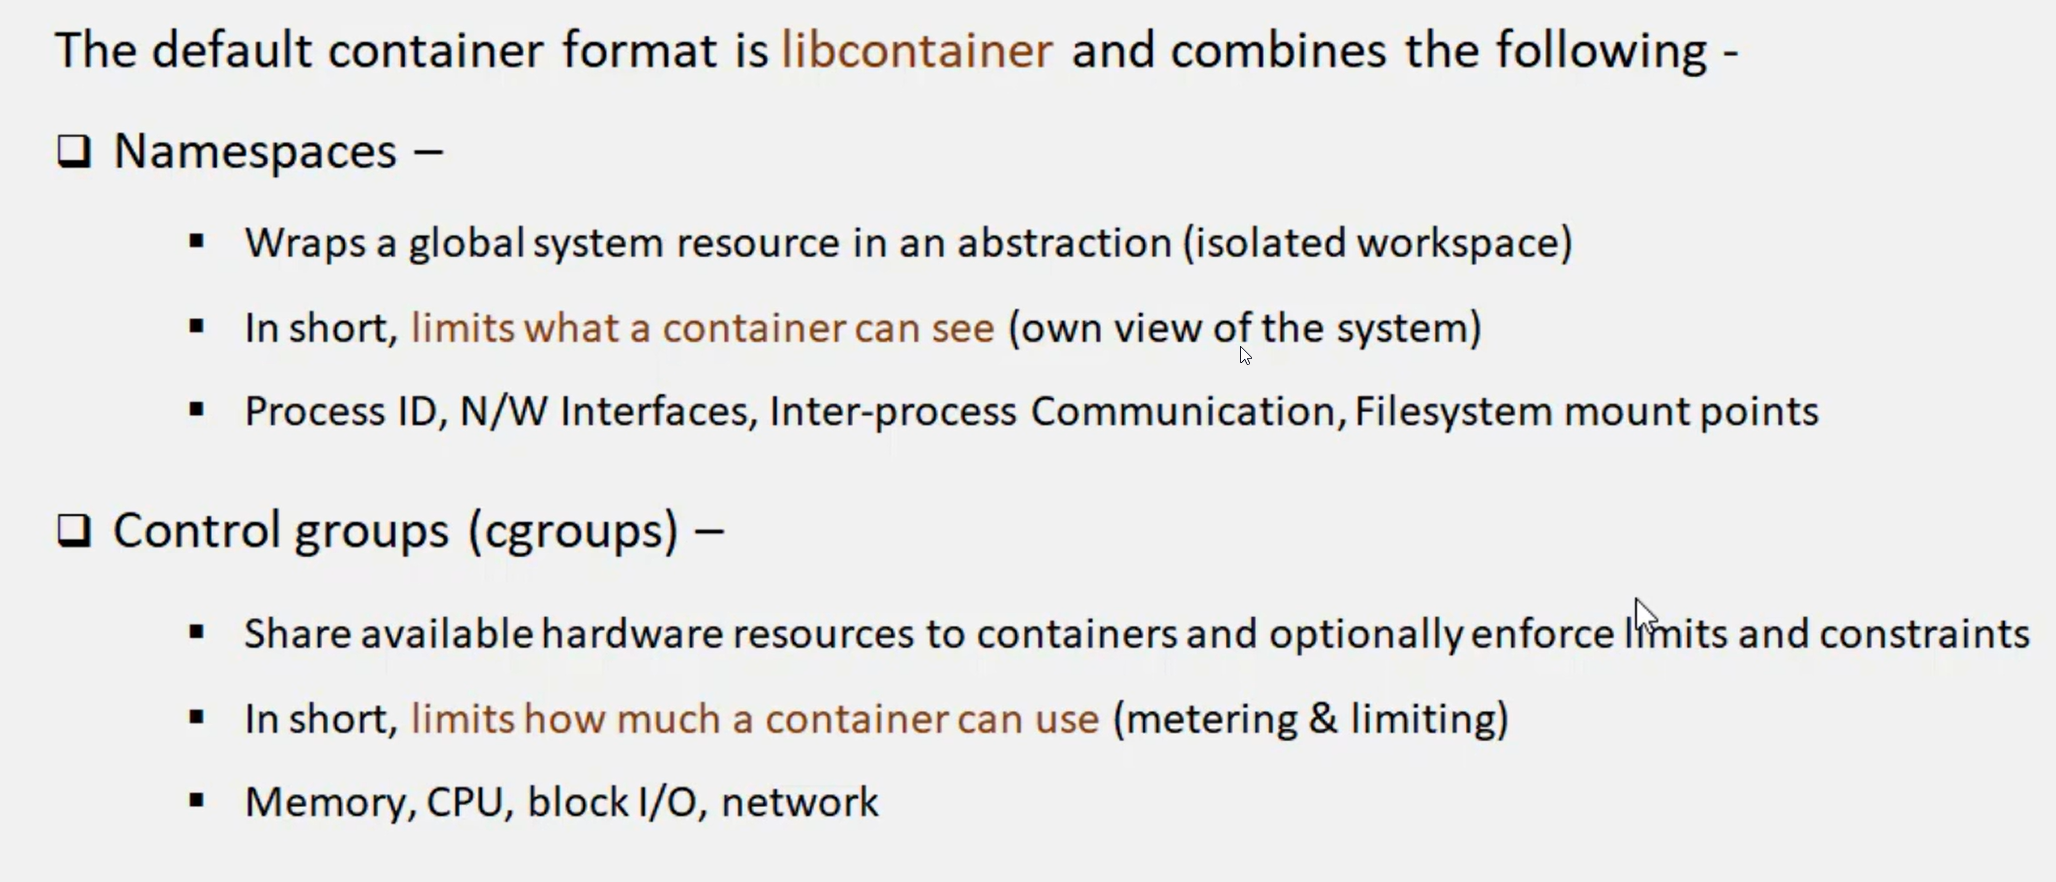 The default container format is libcontainer and combines the following -
❑ Namespaces –
▪ Wraps a global system resource in an abstraction (isolated workspace)
▪ In short, limits what a container can see (own view of the system)
▪ Process ID, N/W Interfaces, Inter-process Communication, Filesystem mount points
❑ Control groups (cgroups) –
▪ Share available hardware resources to containers and optionally enforce limits and constraints
▪ In short, limits how much a container can use (metering & limiting)
▪ Memory, CPU, block I/O, network